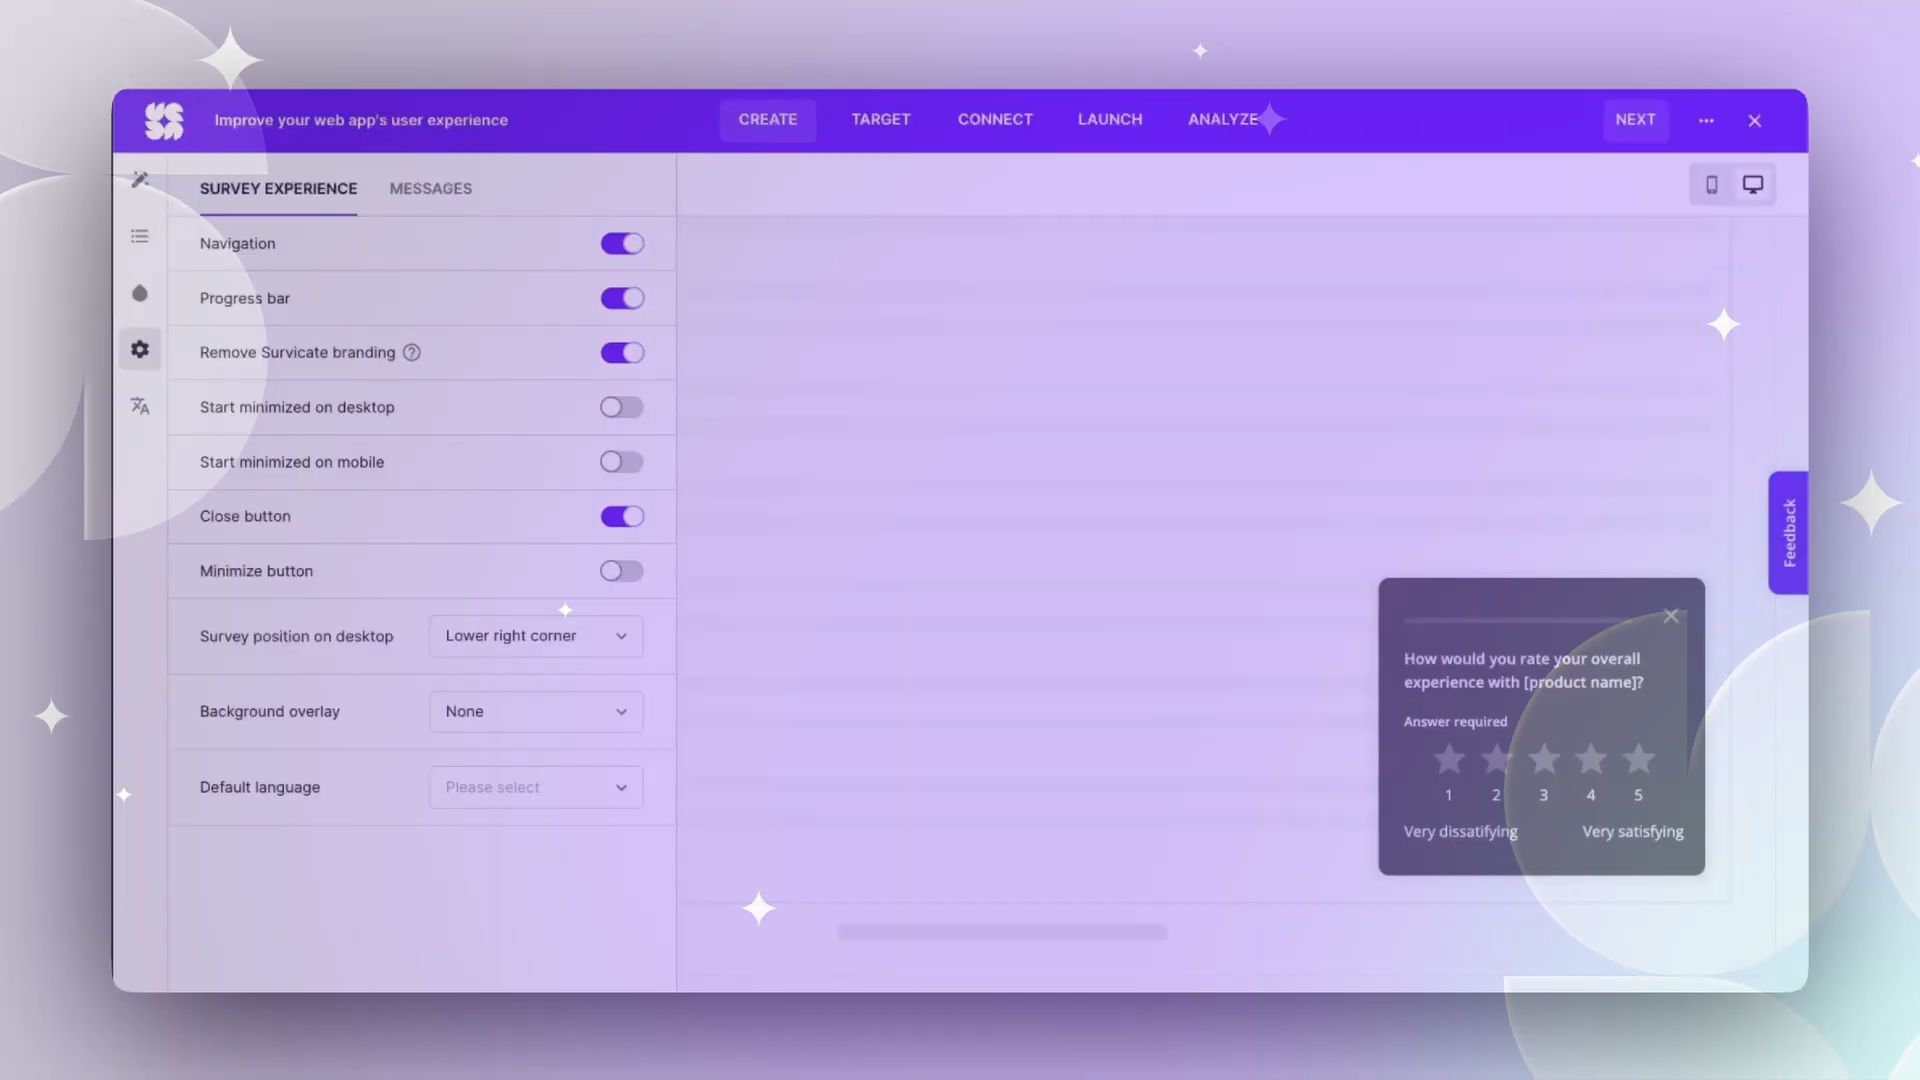 Improve your web app's user experience
CREATE
TARGET
CONNECT
LAUNCH
ANALYZE
NEXT
SURVEY EXPERIENCE
MESSAGES
Navigation
Progress bar
Remove Survicate branding
Start minimized on desktop
Start minimized on mobile
Close button
Minimize button
Survey position on desktop
Lower right corner
Background overlay
None
Default language
Please select
Feedback
How would you rate your overall
experience with [product name]?
Answer required
1 2 3 4 5
Very dissatifying
Very satisfying